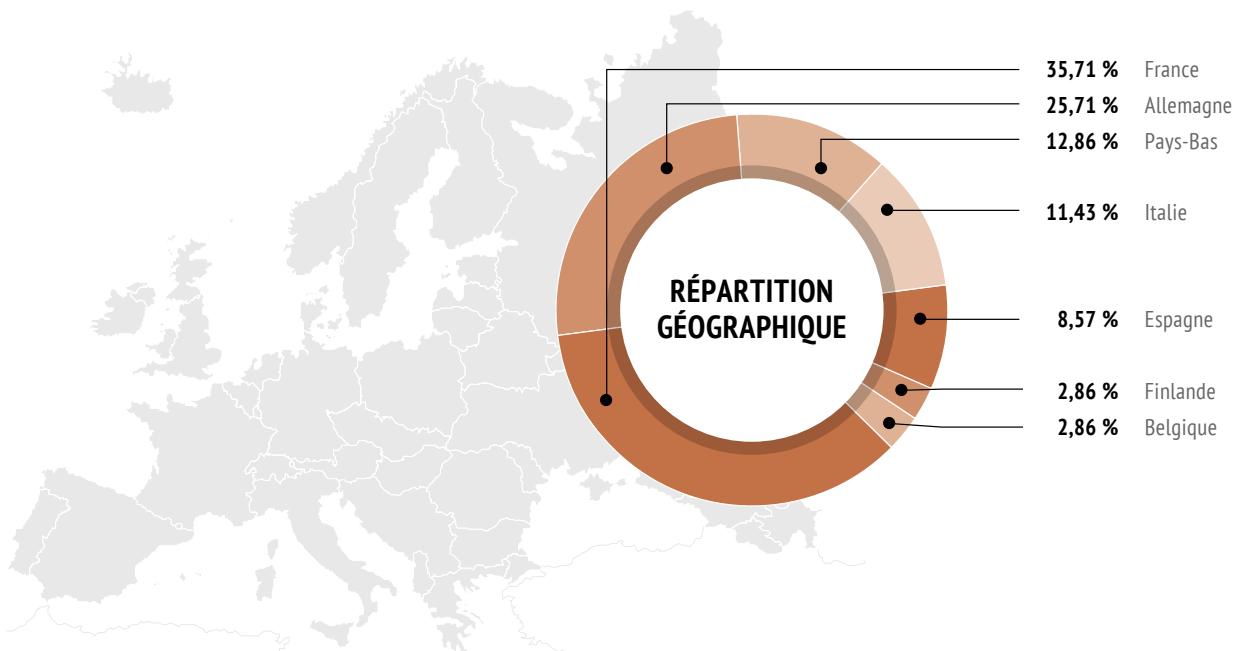 35,71 % France
25,71 % Allemagne
12,86 % Pays-Bas
11,43 % Italie
RÉPARTITION
GÉOGRAPHIQUE
8,57 % Espagne
2,86 % Finlande
2,86 % Belgique